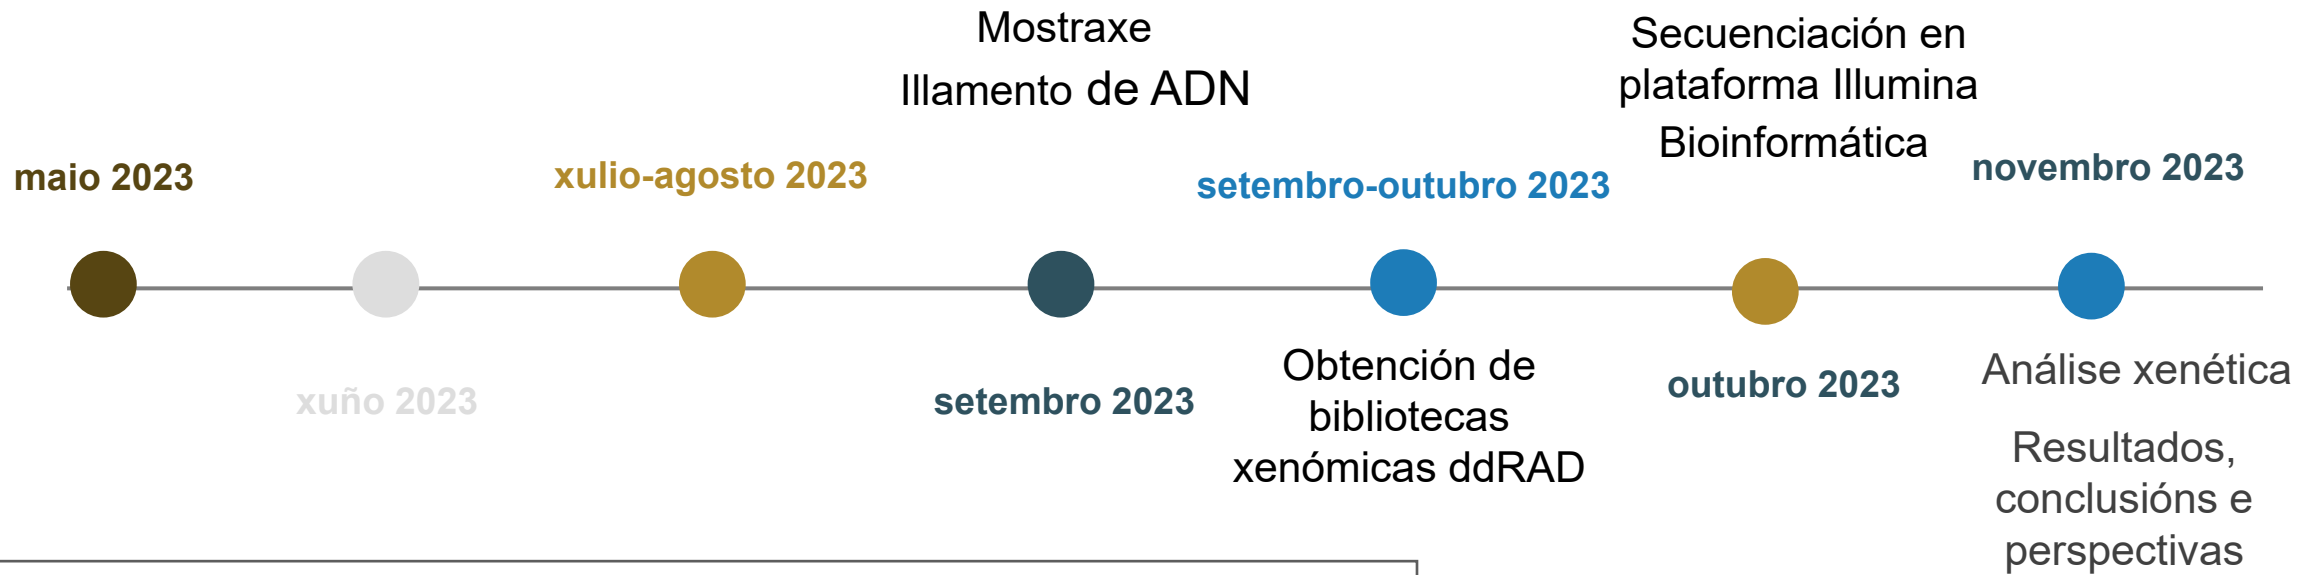 maio 2023
xuño 2023
xulio-agosto 2023
Mostraxe
Illamento de ADN
setembro 2023
setembro-outubro 2023
Obtención de
bibliotecas
xenómicas ddRAD
Secuenciación en
plataforma Illumina
Bioinformática
outubro 2023
novembro 2023
Análise xenética
Resultados,
conclusións e
perspectivas